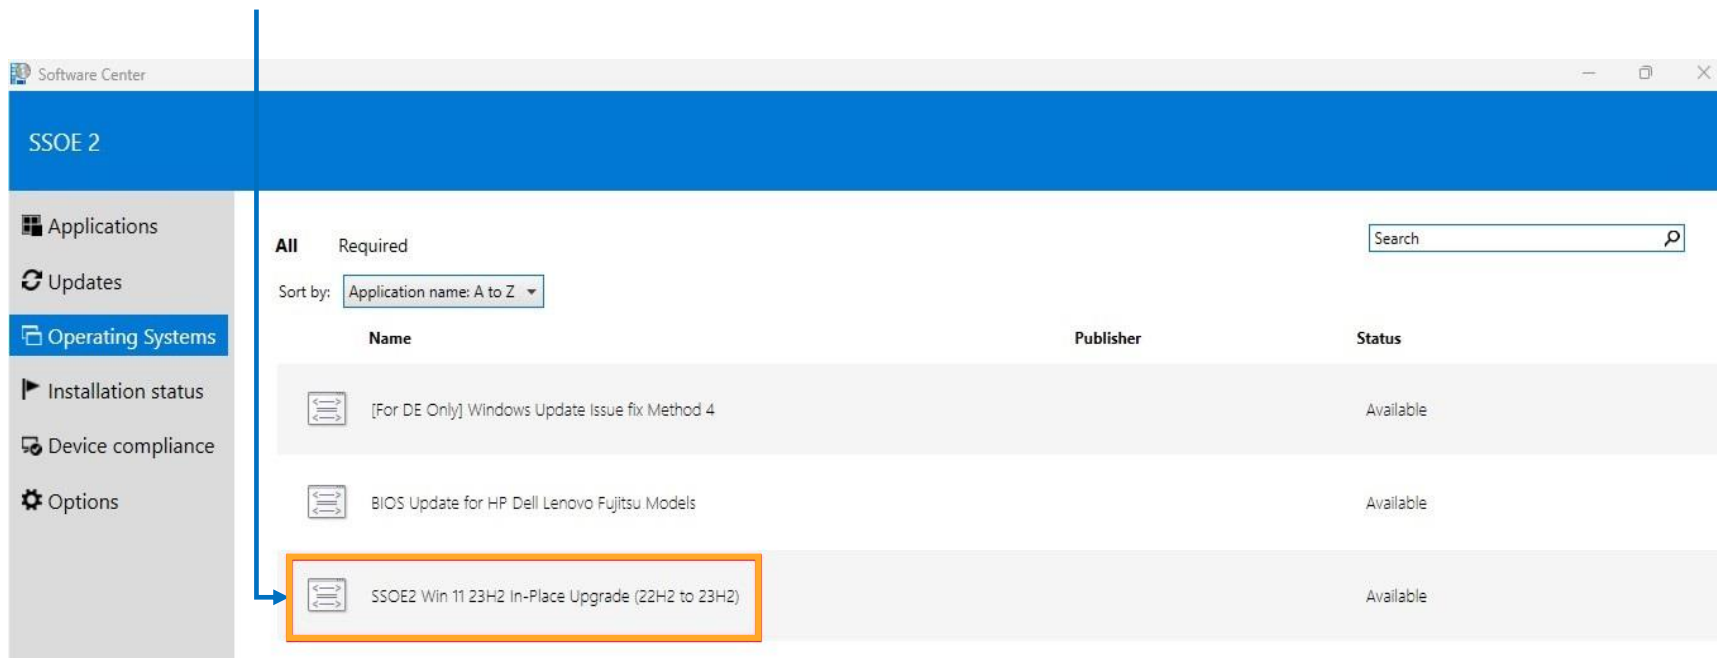 Software Center
SSOE 2
Applications
Updates
Operating Systems
Installation status
Device compliance
Options
All Required
Search
Sort by: Application name: A to Z
Name Publisher Status
[For DE Only] Windows Update Issue fix Method 4 Available
BIOS Update for HP Dell Lenovo Fujitsu Models Available
SSOE2 Win 11 23H2 In-Place Upgrade (22H2 to 23H2) Available